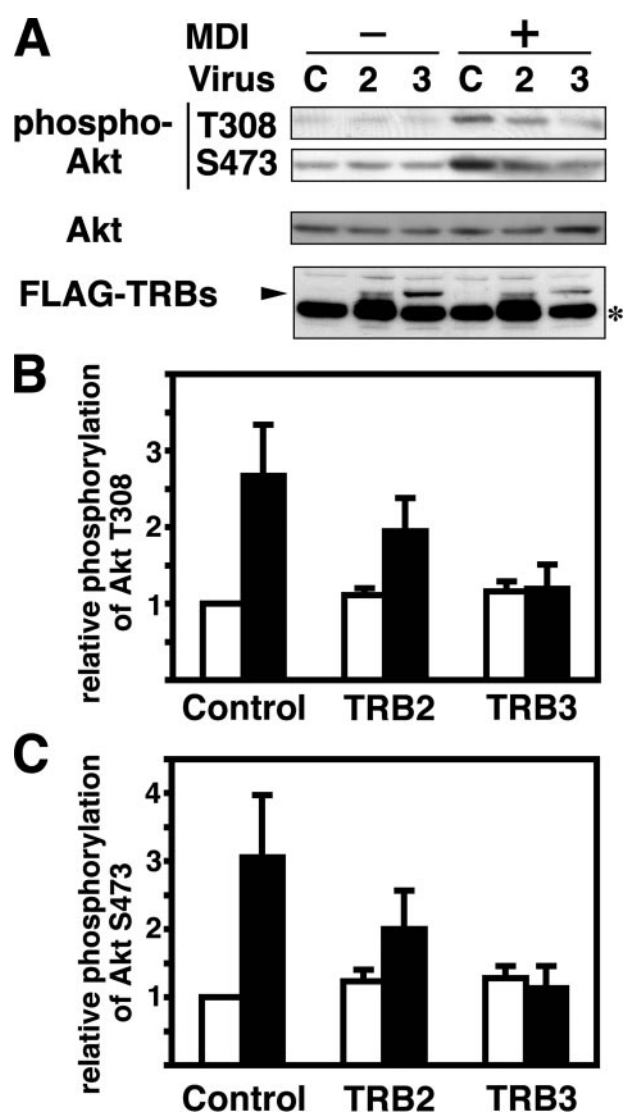 A
MDI − +
Virus C 2 3 C 2 3
phospho-Akt T308
S473
Akt
FLAG-TRBs *
B
relative phosphorylation
of Akt T308
3
2
1
Control TRB2 TRB3
C
relative phosphorylation
of Akt S473
4
3
2
1
Control TRB2 TRB3